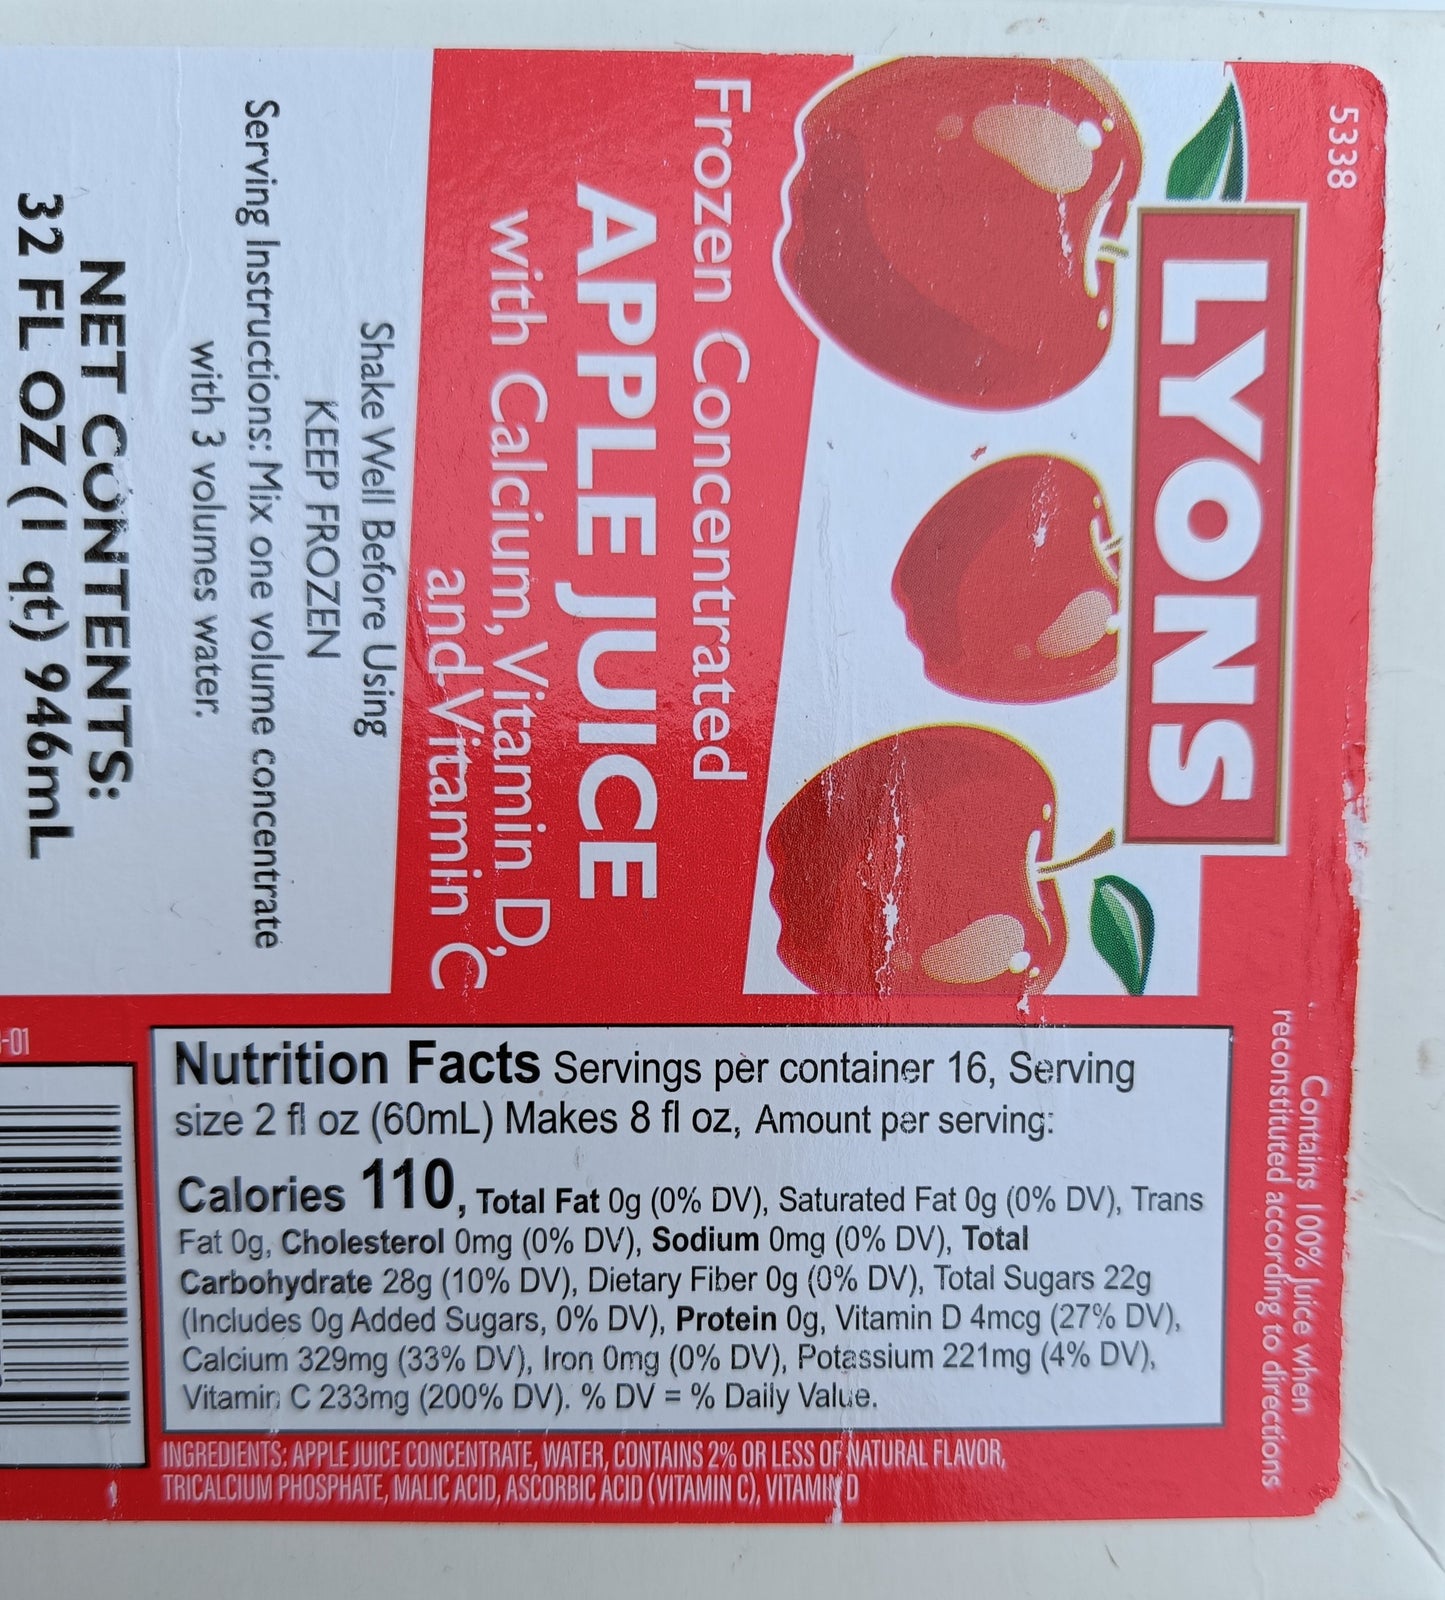 5338
LYONS
Frozen Concentrated
APPLE JUICE
with Calcium, Vitamin D,
and Vitamin C
Shake Well Before Using
KEEP FROZEN
Serving Instructions: Mix one volume concentrate
with 3 volumes water.
NET CONTENTS:
32 FL OZ (1 qt) 946mL
Contains 100% Juice when
reconstituted according to directions
Nutrition Facts Servings per container 16, Serving
size 2 fl oz (60mL) Makes 8 fl oz, Amount per serving:
Calories 110, Total Fat 0g (0% DV), Saturated Fat 0g (0% DV), Trans
Fat 0g, Cholesterol 0mg (0% DV), Sodium 0mg (0% DV), Total
Carbohydrate 28g (10% DV), Dietary Fiber 0g (0% DV), Total Sugars 22g
(Includes 0g Added Sugars, 0% DV), Protein 0g, Vitamin D 4mcg (27% DV),
Calcium 329mg (33% DV), Iron 0mg (0% DV), Potassium 221mg (4% DV),
Vitamin C 233mg (200% DV). % DV = % Daily Value.
INGREDIENTS: APPLE JUICE CONCENTRATE, WATER, CONTAINS 2% OR LESS OF NATURAL FLAVOR,
TRICALCIUM PHOSPHATE, MALIC ACID, ASCORBIC ACID (VITAMIN C), VITAMIN D
-01